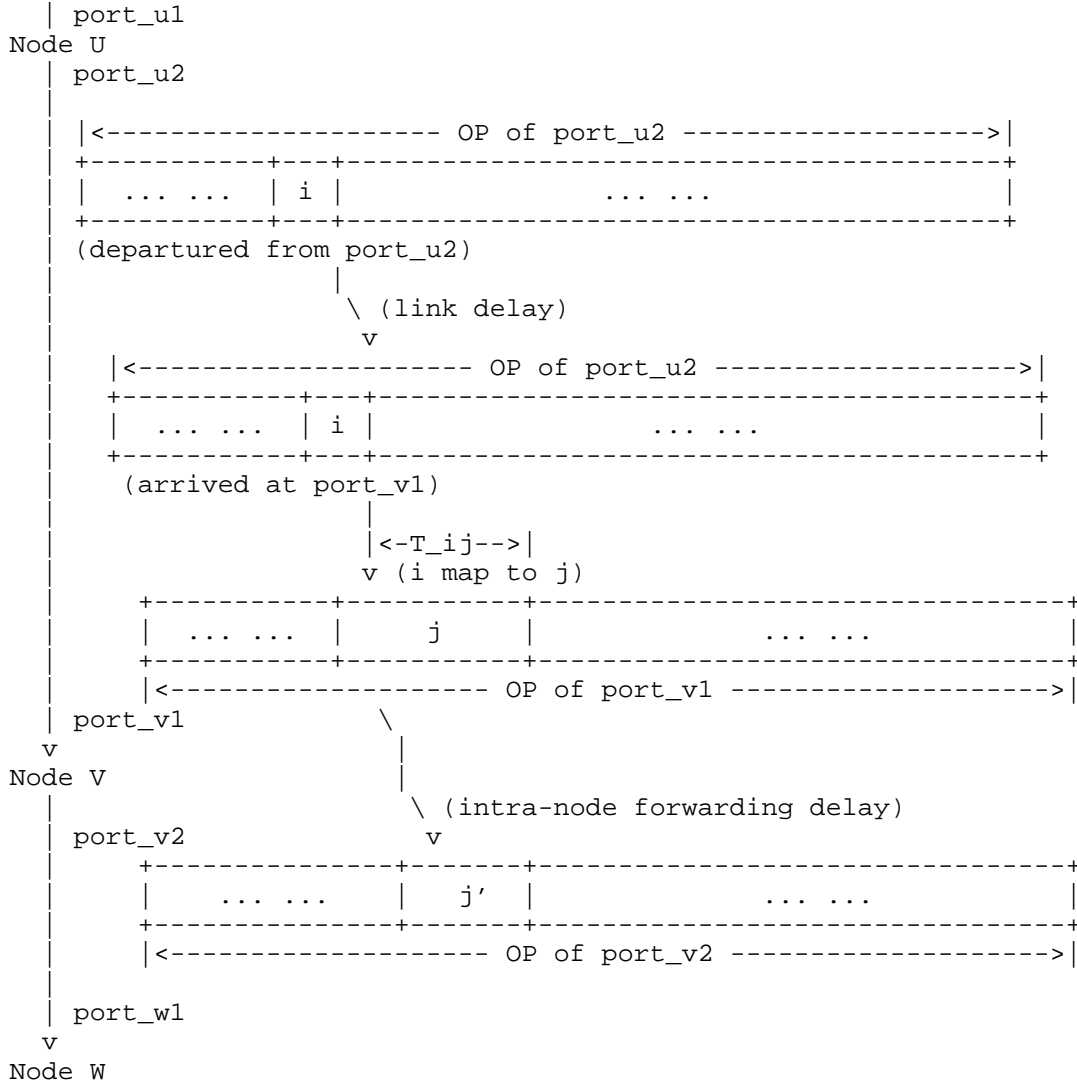 port_u1
Node U
port_u2
|<--------------------- OP of port_u2 ------------------->|
... ... | i | ... ...
(departured from port_u2)
\ (link delay)
v
|<--------------------- OP of port_u2 ------------------->|
... ... | i | ... ...
(arrived at port_v1)
|<-T_ij-->|
v (i map to j)
... ... | j | ... ...
|<-------------------- OP of port_v1 -------------------->|
port_v1
v
Node V
\ (intra-node forwarding delay)
port_v2 v
... ... | j' | ... ...
|<-------------------- OP of port_v2 -------------------->|
port_w1
v
Node W